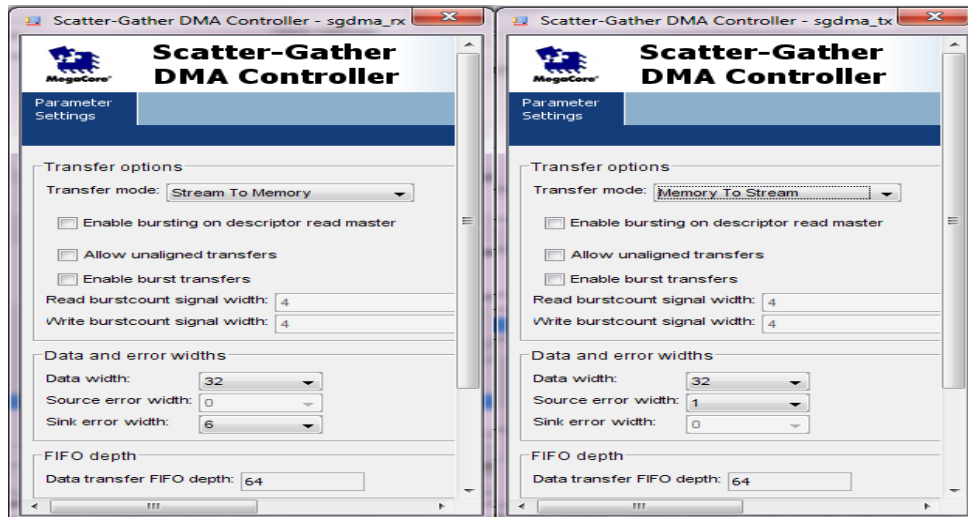 Scatter-Gather DMA Controller - sgdma_rx
Scatter-Gather
DMA Controller
MegaCore®
Parameter
Settings
Transfer options
Transfer mode: Stream To Memory
Enable bursting on descriptor read master
Allow unaligned transfers
Enable burst transfers
Read burstcount signal width: 4
Write burstcount signal width: 4
Data and error widths
Data width: 32
Source error width: 0
Sink error width: 6
FIFO depth
Data transfer FIFO depth: 64
Scatter-Gather DMA Controller - sgdma_tx
Scatter-Gather
DMA Controller
MegaCore®
Parameter
Settings
Transfer options
Transfer mode: Memory To Stream
Enable bursting on descriptor read master
Allow unaligned transfers
Enable burst transfers
Read burstcount signal width: 4
Write burstcount signal width: 4
Data and error widths
Data width: 32
Source error width: 1
Sink error width: 0
FIFO depth
Data transfer FIFO depth: 64